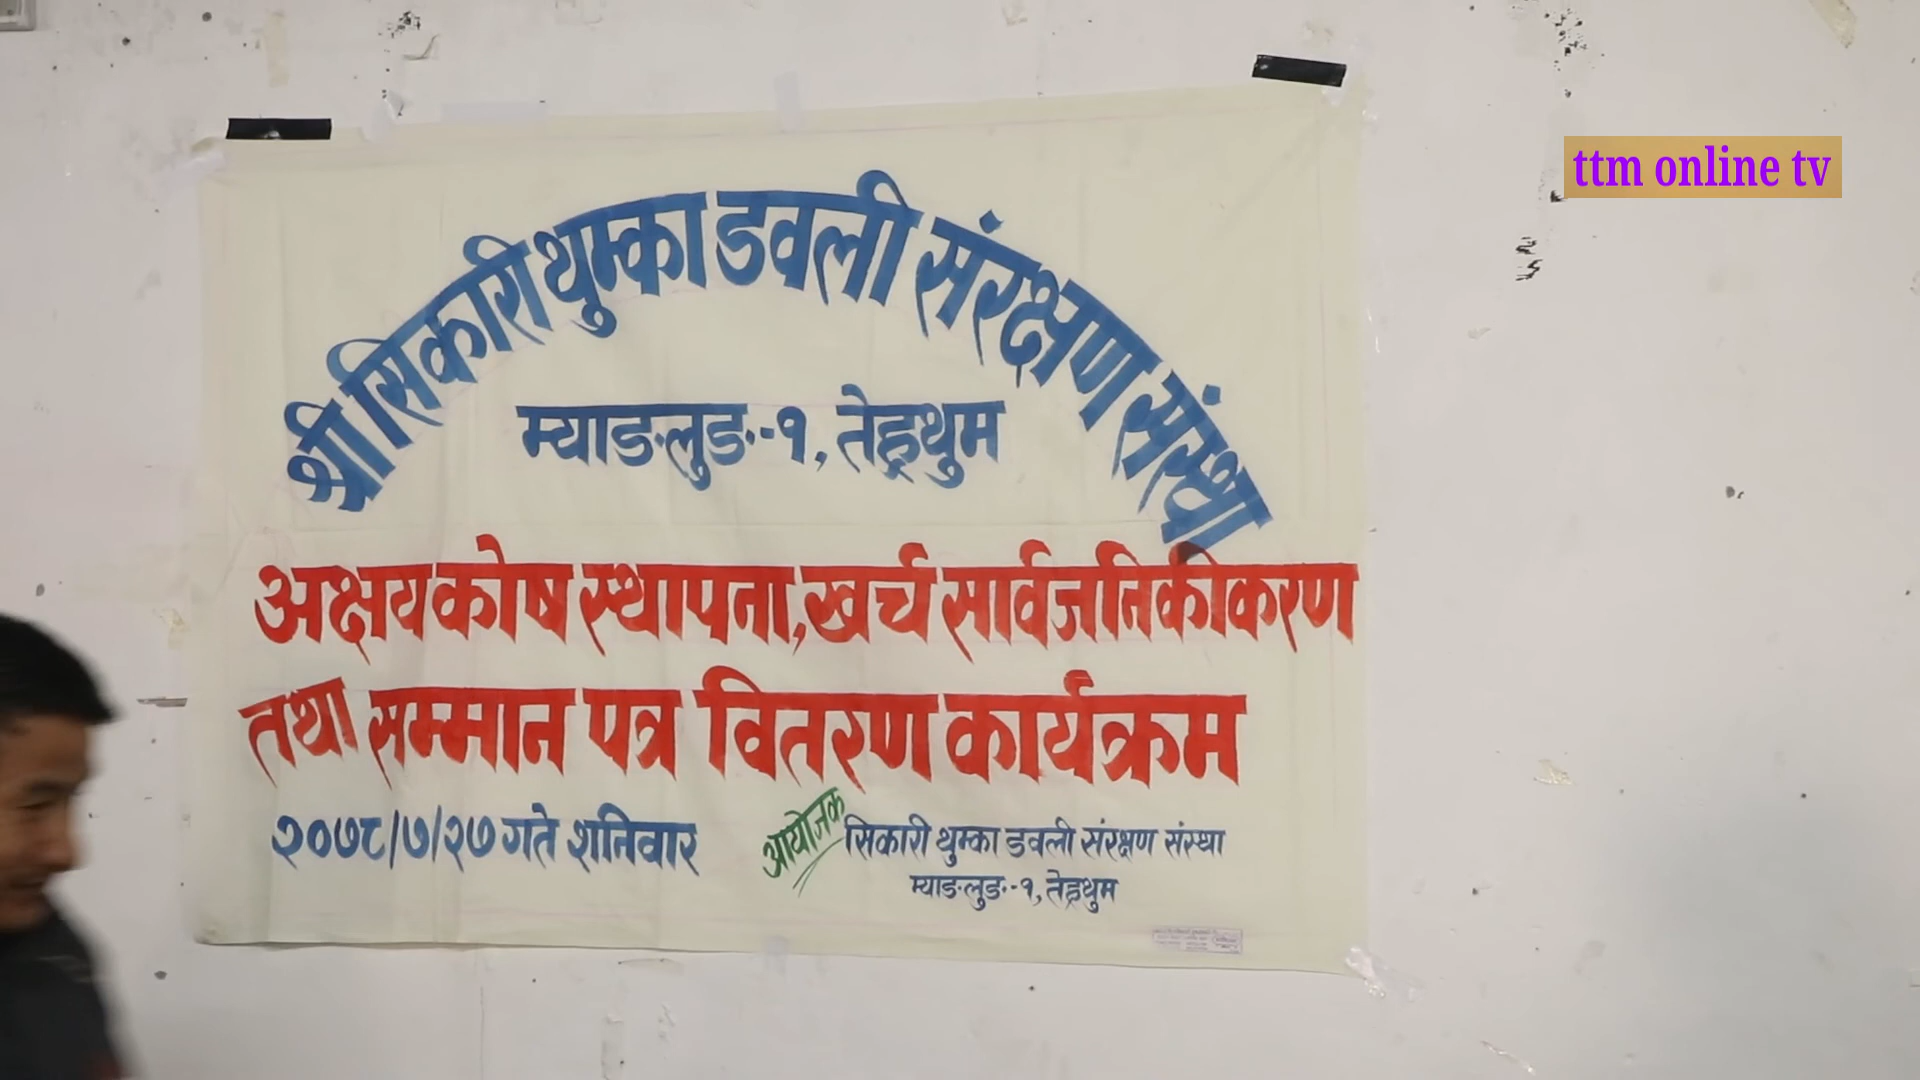 ttm online tv
श्री सिकारी थुम्का डवली संरक्षण संस्था
म्याङलुङ-१, तेह्रथुम
अक्षयकोष स्थापना, खर्च सार्वजनिकीकरण
तथा सम्मान पत्र वितरण कार्यक्रम
२०७८/७/२७ गते शनिवार
आयोजक
सिकारी थुम्का डवली संरक्षण संस्था
म्याङलुङ-१, तेह्रथुम